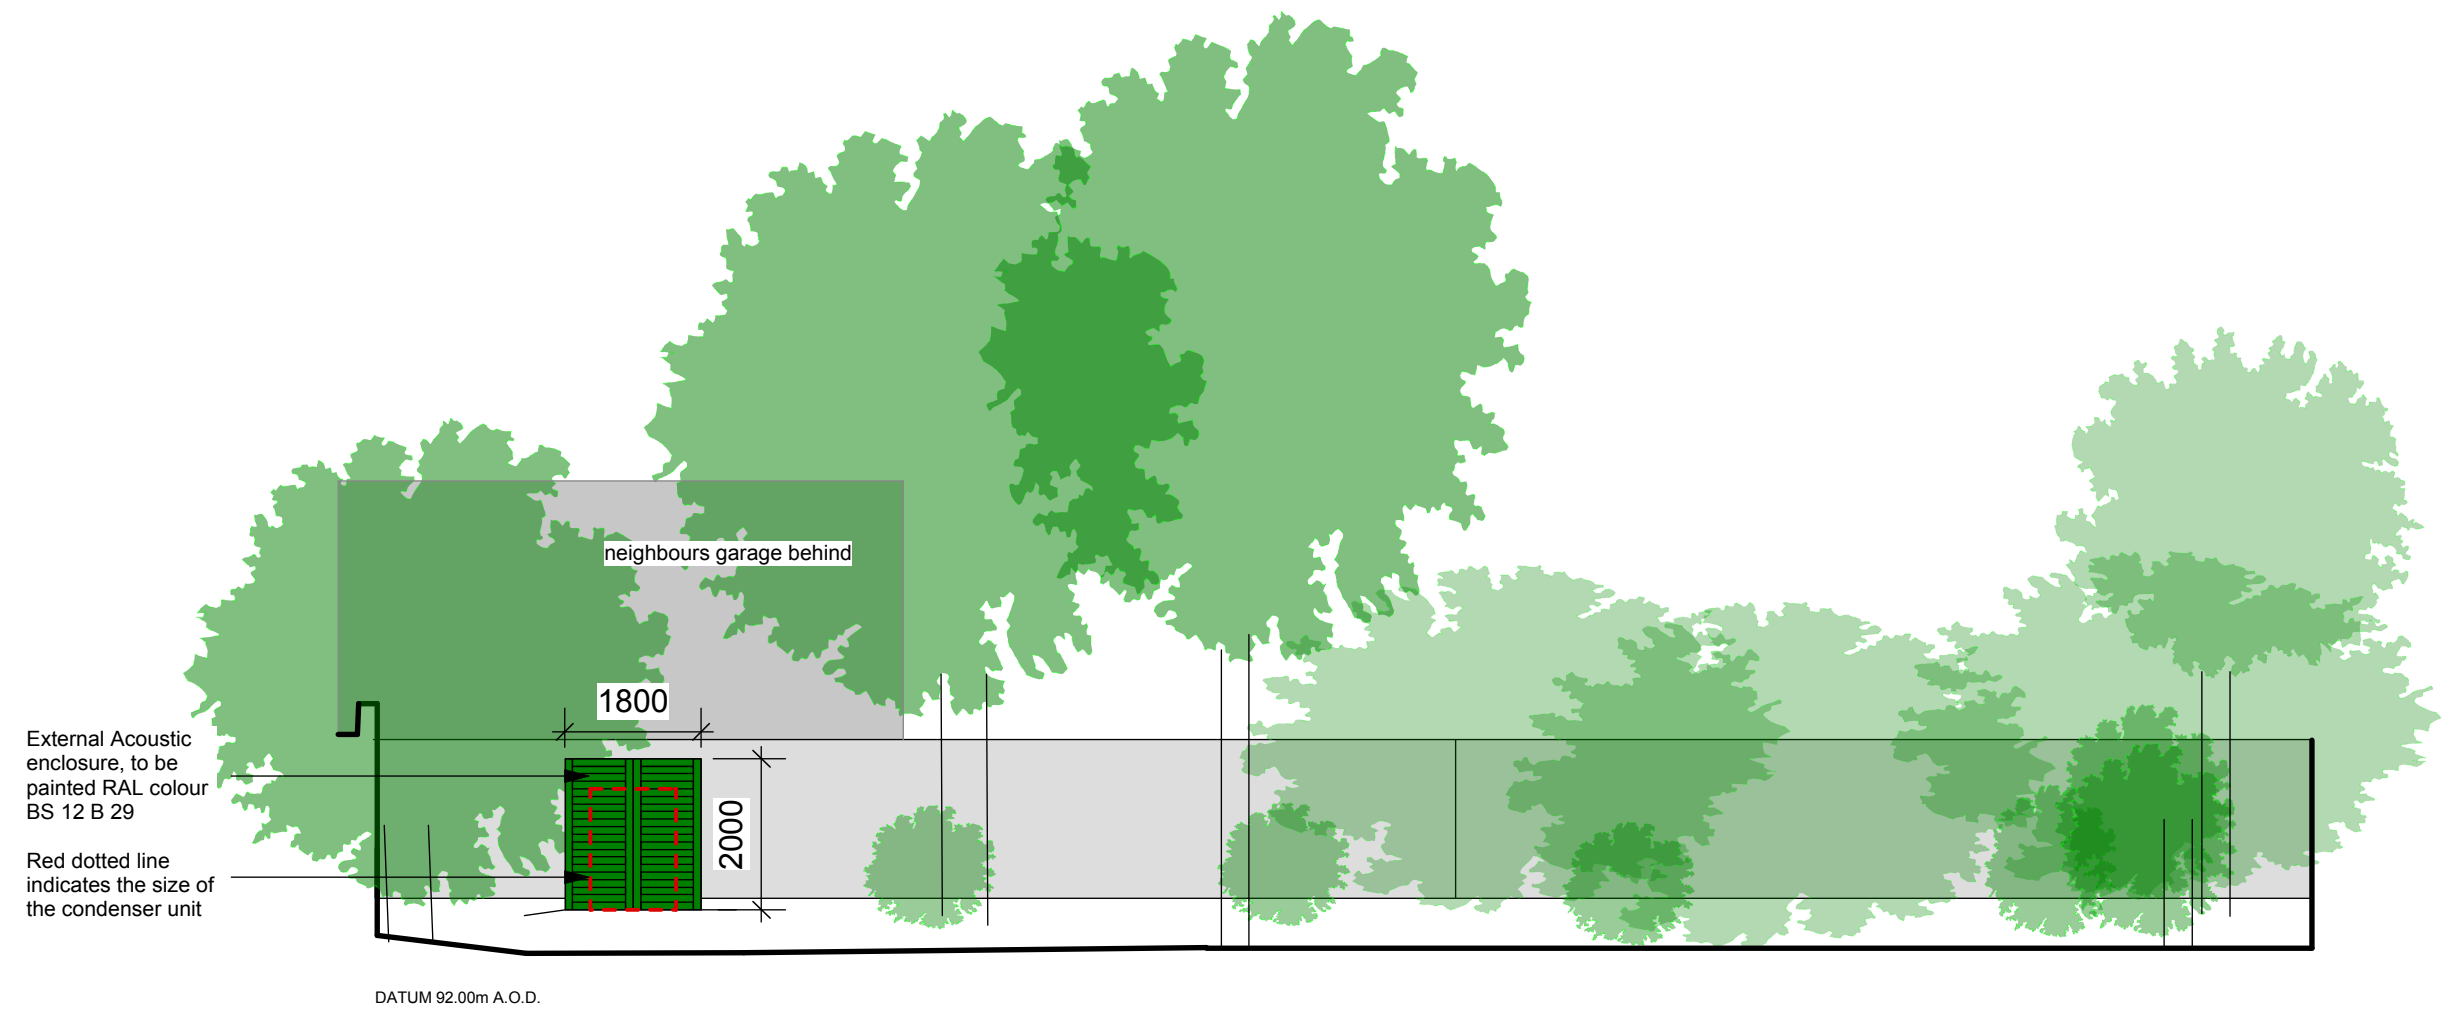 neighbours garage behind
1800
External Acoustic
enclosure, to be
painted RAL colour
BS 12 B 29
2000
Red dotted line
indicates the size of
the condenser unit
DATUM 92.00m A.O.D.